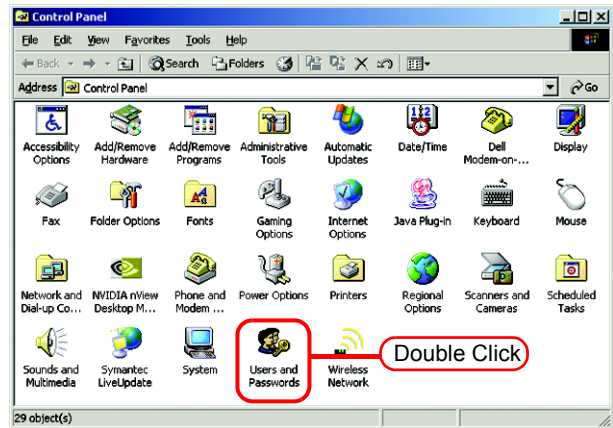 Control Panel
File Edit View Favorites Tools Help
Back Search Folders
Address Control Panel Go
Accessibility Options
Add/Remove Hardware
Add/Remove Programs
Administrative Tools
Automatic Updates
Date/Time
Dell Modem-on-...
Display
Fax
Folder Options
Fonts
Gaming Options
Internet Options
Java Plug-in
Keyboard
Mouse
Network and Dial-up Co...
NVIDIA nView Desktop M...
Phone and Modem ...
Power Options
Printers
Regional Options
Scanners and Cameras
Scheduled Tasks
Sounds and Multimedia
Symantec LiveUpdate
System
Users and Passwords
Wireless Network
Double Click
29 object(s)